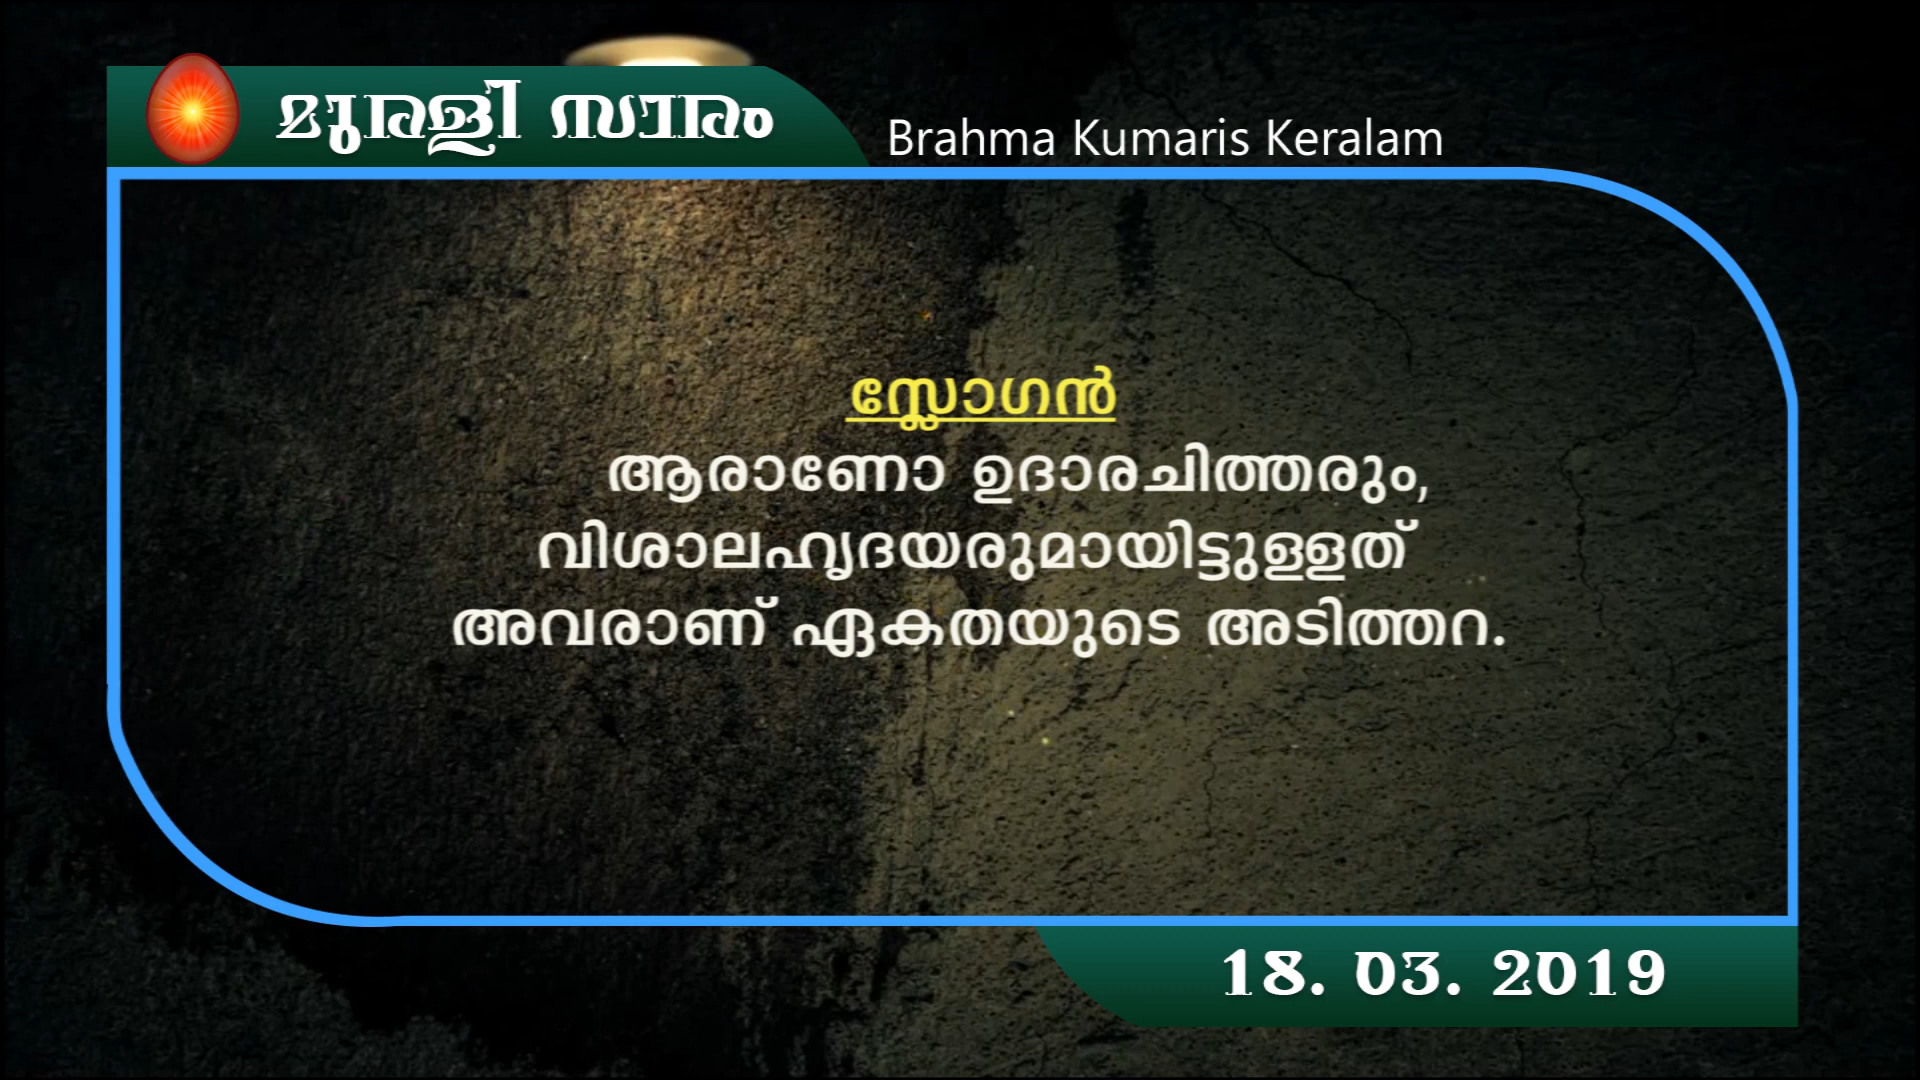 മുരളീ സാരം
Brahma Kumaris Keralam
സ്ലോഗൻ
ആരാണോ ഉദാരചിത്തരും,
വിശാലഹൃദയരുമായിട്ടുള്ളത്
അവരാണ് ഏകതയുടെ അടിത്തറ.
18. 03. 2019